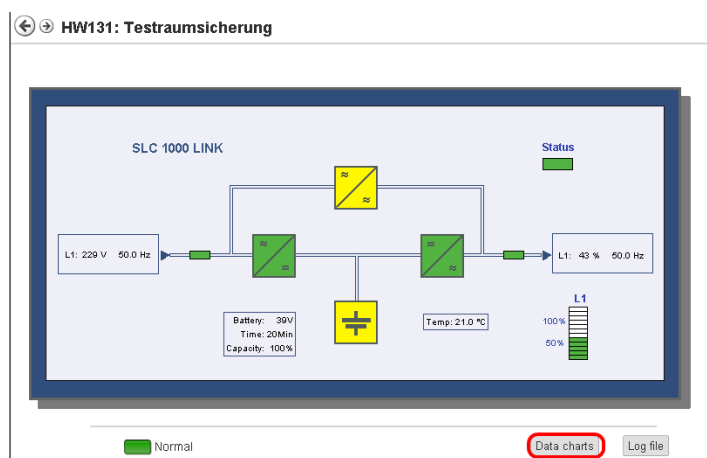 HW131: Testraumsicherung
SLC 1000 LINK
Status
L1: 229 V 50.0 Hz
L1: 43 % 50.0 Hz
Battery: 39V
Time: 20Min
Capacity: 100%
Temp: 21.0 ºC
L1
100%
50%
Normal
Data charts
Log file